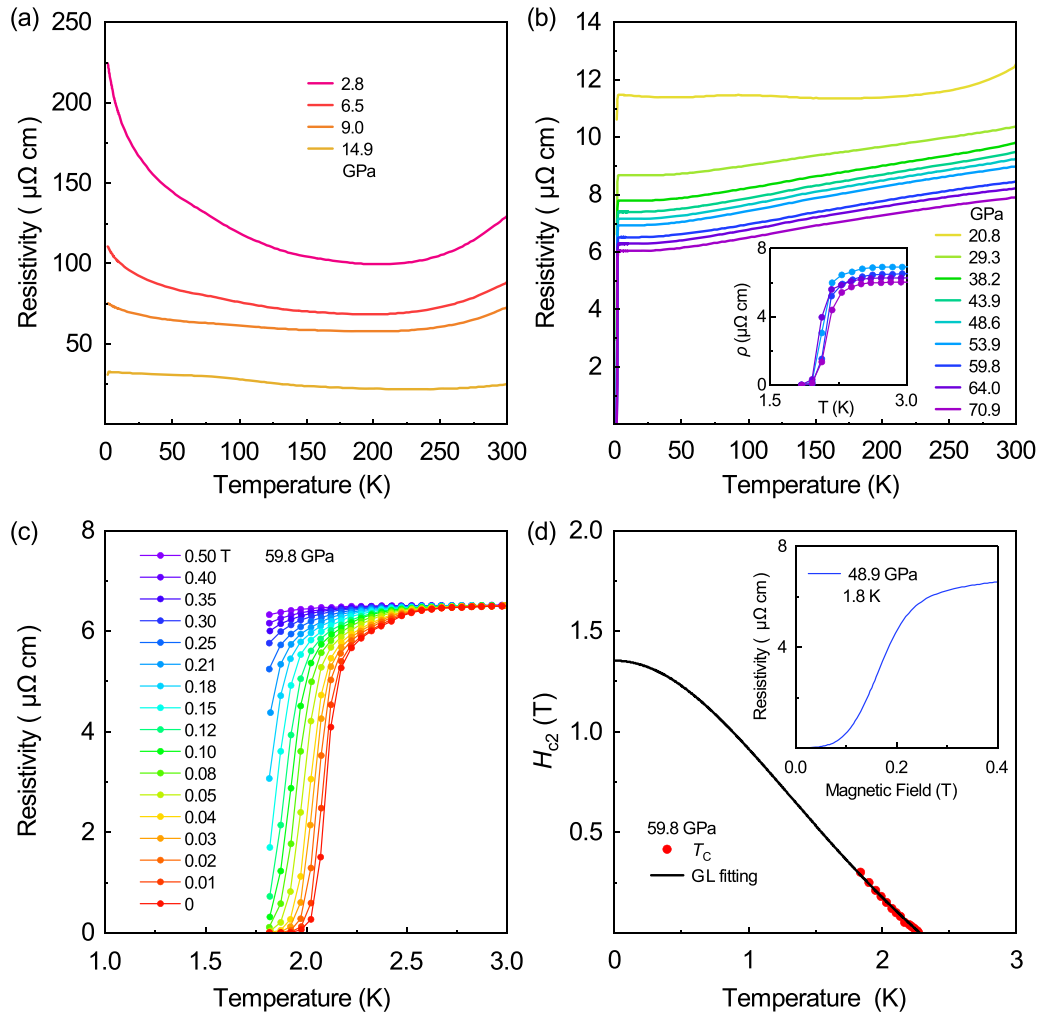 (a)
250
200
150
100
50
Resistivity ( μΩ cm)
2.8
6.5
9.0
14.9
GPa
0 50 100 150 200 250 300
Temperature (K)
(b)
14
12
10
8
6
4
2
Resistivity ( μΩ cm)
GPa
20.8
29.3
38.2
43.9
48.6
53.9
59.8
64.0
70.9
8
4
0
ρ (μΩ cm)
1.5 3.0
T (K)
0 50 100 150 200 250 300
Temperature (K)
(c)
8
6
4
2
0
Resistivity ( μΩ cm)
0.50 T 59.8 GPa
0.40
0.35
0.30
0.25
0.21
0.18
0.15
0.12
0.10
0.08
0.05
0.04
0.03
0.02
0.01
0
1.0 1.5 2.0 2.5 3.0
Temperature (K)
(d)
2.0
1.5
1.0
0.5
Hc2 (T)
8
4
Resistivity ( μΩ cm)
48.9 GPa
1.8 K
0.0 0.2 0.4
Magnetic Field (T)
59.8 GPa
TC
GL fitting
0 1 2 3
Temperature (K)